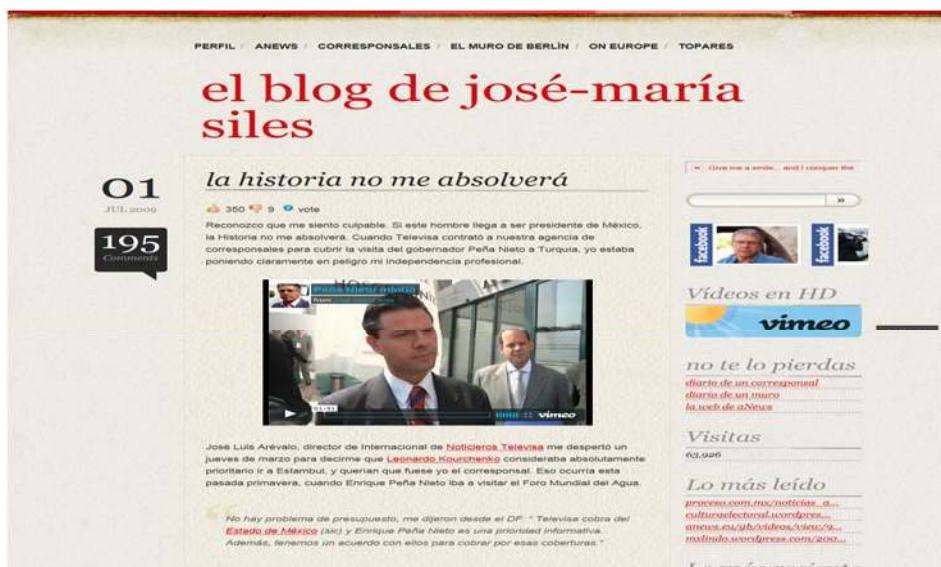 PERFIL / ANEWS / CORRESPONSALES / EL MURO DE BERLÍN / ON EUROPE / TOPARES
el blog de josé-maría
siles
01
JUL 2009
195
Comments
la historia no me absolverá
350 9 vote
Reconozco que me siento culpable. Si este hombre llega a ser presidente de México,
la Historia no me absolvera. Cuando Televisa contrató a nuestra agencia de
corresponsales para cubrir la visita del gobernador Peña Nieto a Turquía, yo estaba
poniendo claramente en peligro mi independencia profesional.
Peña Nieto
from
01:51
vimeo
José Luis Arévalo, director de Internacional de Noticieros Televisa me despertó un
jueves de marzo para decirme que Leonardo Kourchenko consideraba absolutamente
prioritario ir a Estambul, y querían que fuese yo el corresponsal. Eso ocurría esta
pasada primavera, cuando Enrique Peña Nieto iba a visitar el Foro Mundial del Agua.
No hay problema de presupuesto, me dijeron desde el DF: " Televisa cobra del
Estado de México (sic) y Enrique Peña Nieto es una prioridad informativa.
Además, tenemos un acuerdo con ellos para cobrar por esas coberturas."
Give me a smile... and I conquer the
»
facebook
facebook
Vídeos en HD
vimeo
no te lo pierdas
diario de un corresponsal
diario de un muro
la web de aNews
Visitas
63,926
Lo más leído
proceso.com.mx/noticias_a...
culturaelectoral.wordpres...
anews.eu/gb/videos/view/9...
mxlindo.wordpress.com/200...